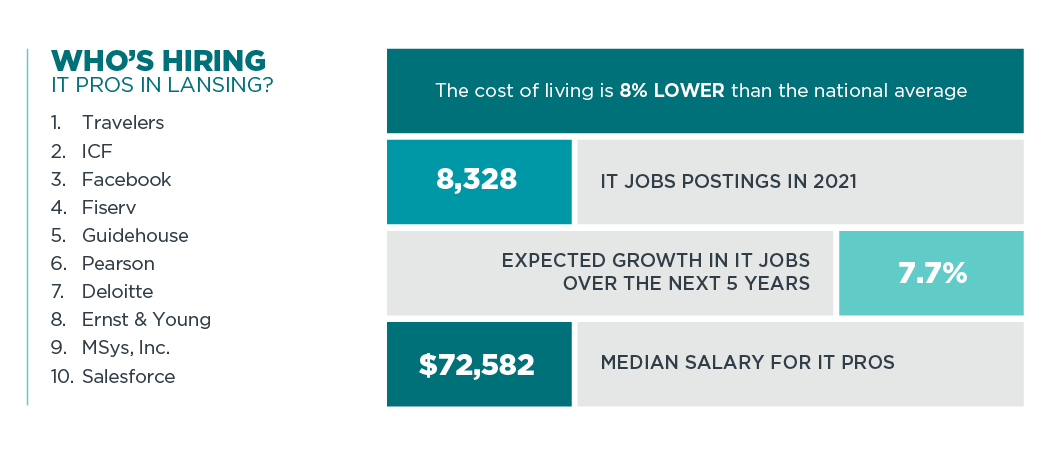 WHO'S HIRING
IT PROS IN LANSING?
1. Travelers
2. ICF
3. Facebook
4. Fiserv
5. Guidehouse
6. Pearson
7. Deloitte
8. Ernst & Young
9. MSys, Inc.
10. Salesforce
The cost of living is 8% LOWER than the national average
8,328
IT JOBS POSTINGS IN 2021
EXPECTED GROWTH IN IT JOBS
OVER THE NEXT 5 YEARS
7.7%
$72,582
MEDIAN SALARY FOR IT PROS